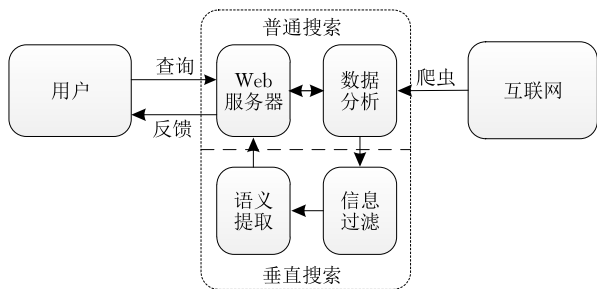 普通搜索
用户
查询
反馈
Web
服务器
数据
分析
爬虫
互联网
语义
提取
信息
过滤
垂直搜索